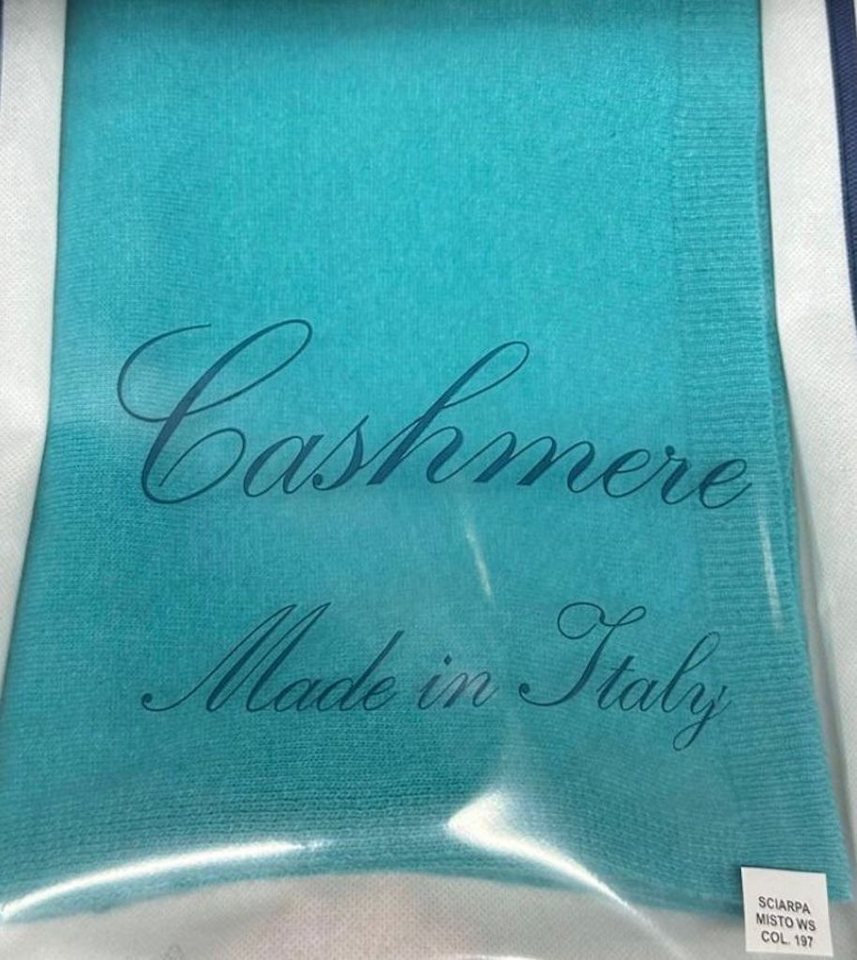 Cashmere
Made in Italy
SCIARPA
MISTO WS
COL. 197